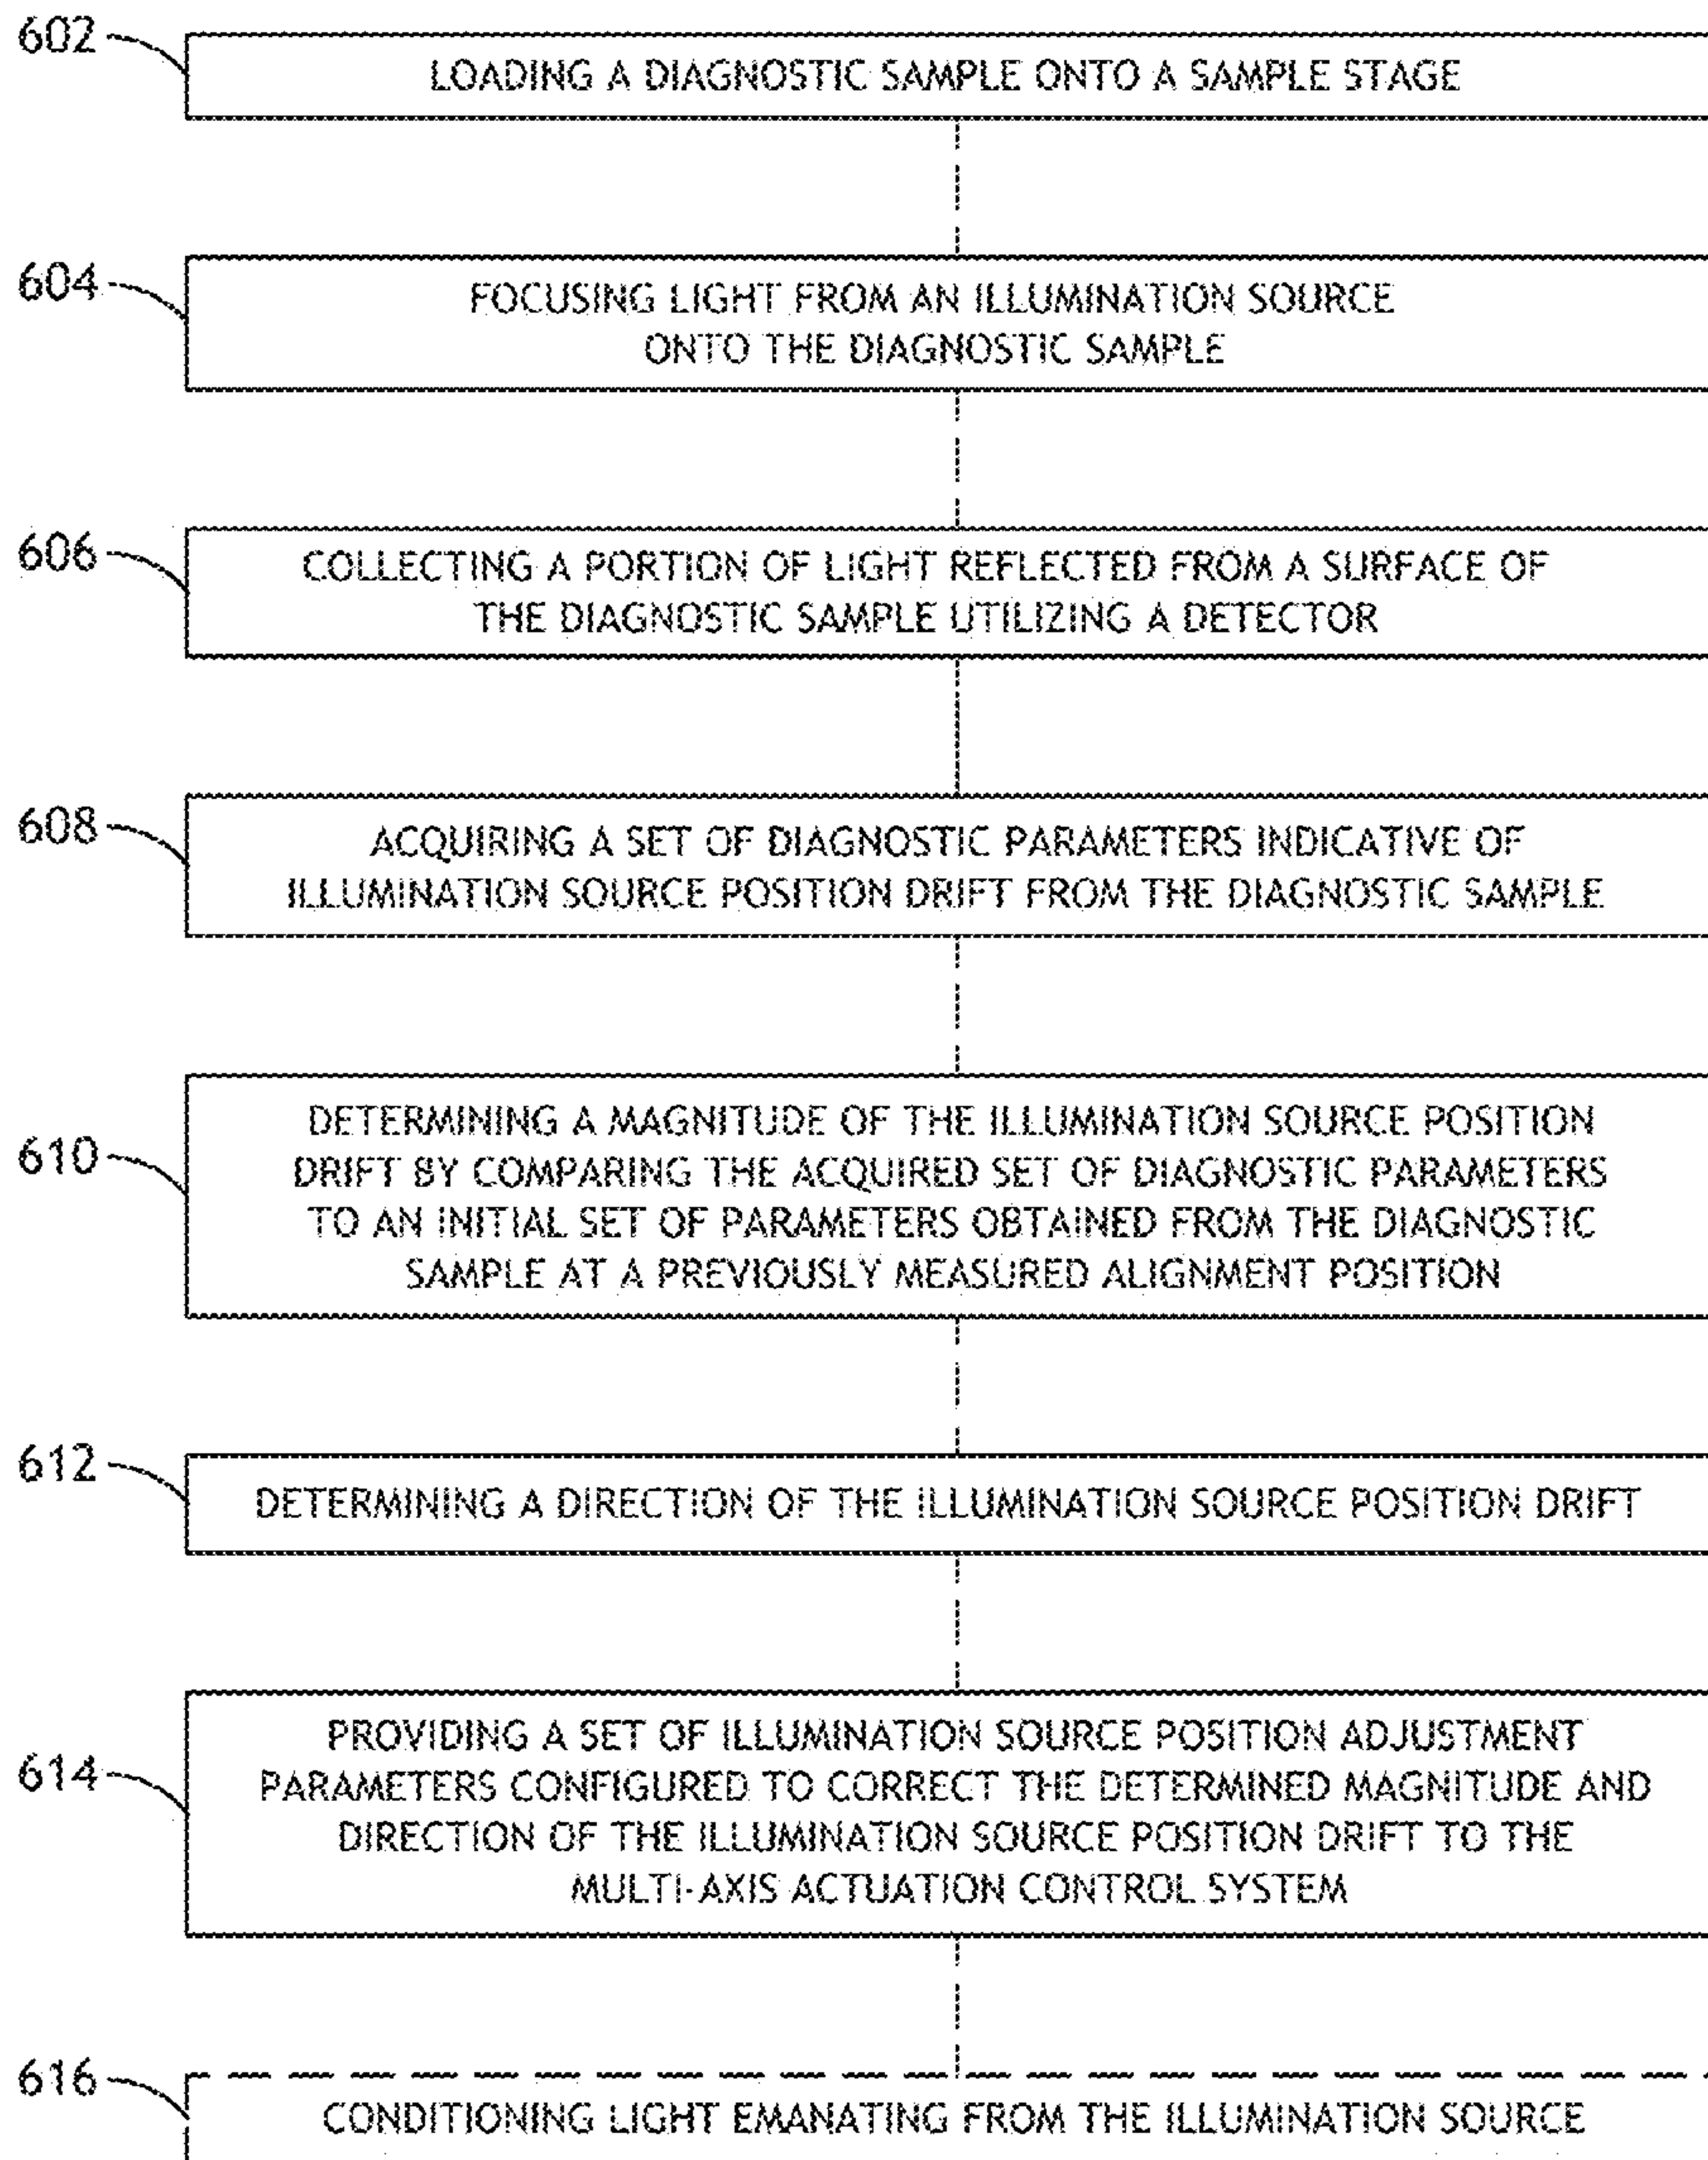 602
LOADING A DIAGNOSTIC SAMPLE ONTO A SAMPLE STAGE
604
FOCUSING LIGHT FROM AN ILLUMINATION SOURCE
ONTO THE DIAGNOSTIC SAMPLE
606
COLLECTING A PORTION OF LIGHT REFLECTED FROM A SURFACE OF
THE DIAGNOSTIC SAMPLE UTILIZING A DETECTOR
608
ACQUIRING A SET OF DIAGNOSTIC PARAMETERS INDICATIVE OF
ILLUMINATION SOURCE POSITION DRIFT FROM THE DIAGNOSTIC SAMPLE
610
DETERMINING A MAGNITUDE OF THE ILLUMINATION SOURCE POSITION
DRIFT BY COMPARING THE ACQUIRED SET OF DIAGNOSTIC PARAMETERS
TO AN INITIAL SET OF PARAMETERS OBTAINED FROM THE DIAGNOSTIC
SAMPLE AT A PREVIOUSLY MEASURED ALIGNMENT POSITION
612
DETERMINING A DIRECTION OF THE ILLUMINATION SOURCE POSITION DRIFT
614
PROVIDING A SET OF ILLUMINATION SOURCE POSITION ADJUSTMENT
PARAMETERS CONFIGURED TO CORRECT THE DETERMINED MAGNITUDE AND
DIRECTION OF THE ILLUMINATION SOURCE POSITION DRIFT TO THE
MULTI-AXIS ACTUATION CONTROL SYSTEM
616
CONDITIONING LIGHT EMANATING FROM THE ILLUMINATION SOURCE